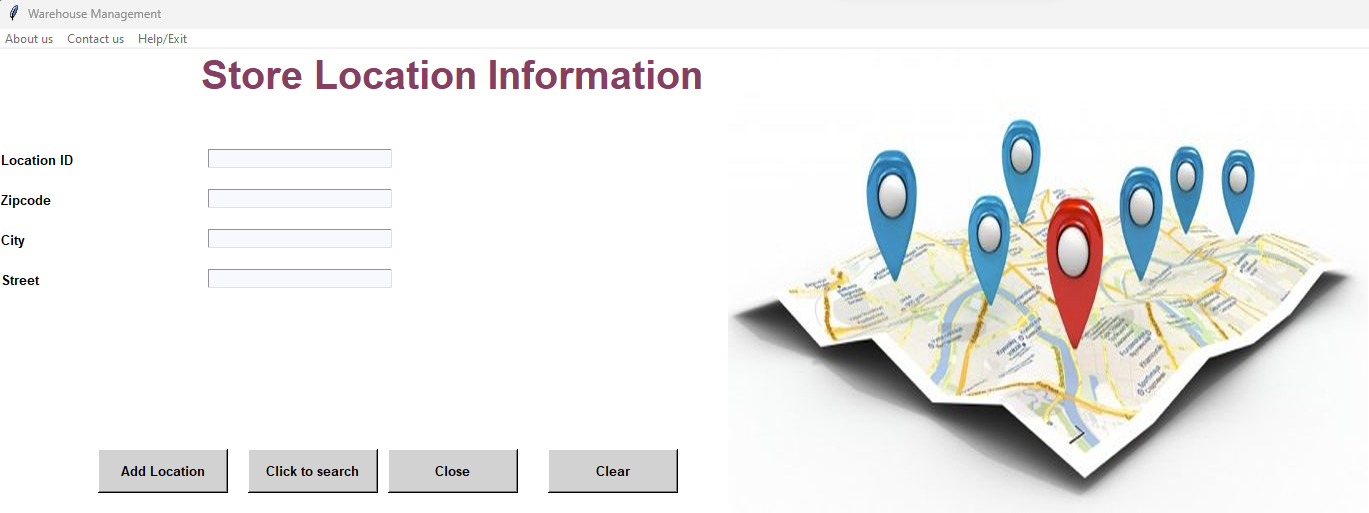 Warehouse Management
About us Contact us Help/Exit
Store Location Information
Location ID
Zipcode
City
Street
Add Location Click to search Close Clear